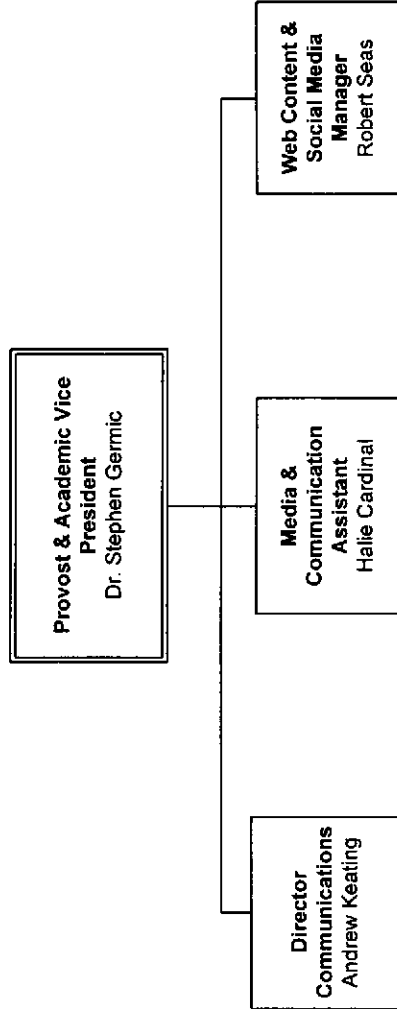 Provost & Academic Vice
President
Dr. Stephen Germic
Director
Communications
Andrew Keating
Media &
Communication
Assistant
Halie Cardinal
Web Content &
Social Media
Manager
Robert Seas